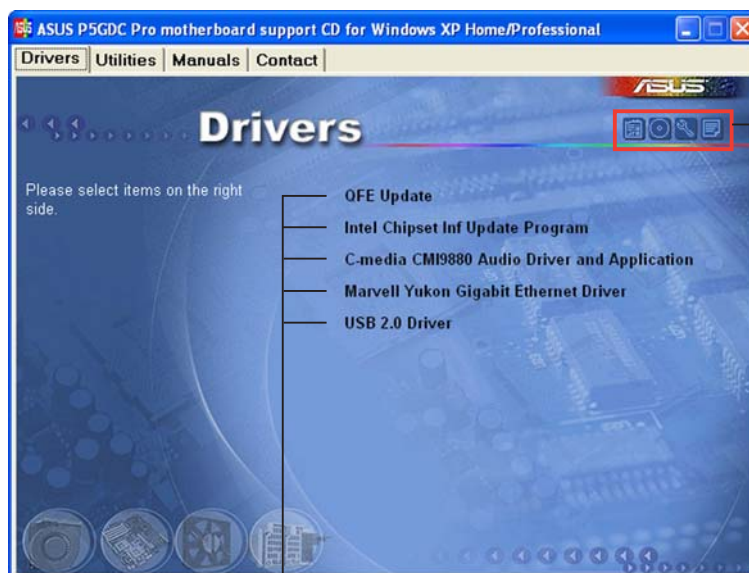 ASUS P5GDC Pro motherboard support CD for Windows XP Home/Professional
Drivers Utilities Manuals Contact
ASUS
Drivers
Please select items on the right
side.
QFE Update
Intel Chipset Inf Update Program
C-media CMI9880 Audio Driver and Application
Marvell Yukon Gigabit Ethernet Driver
USB 2.0 Driver